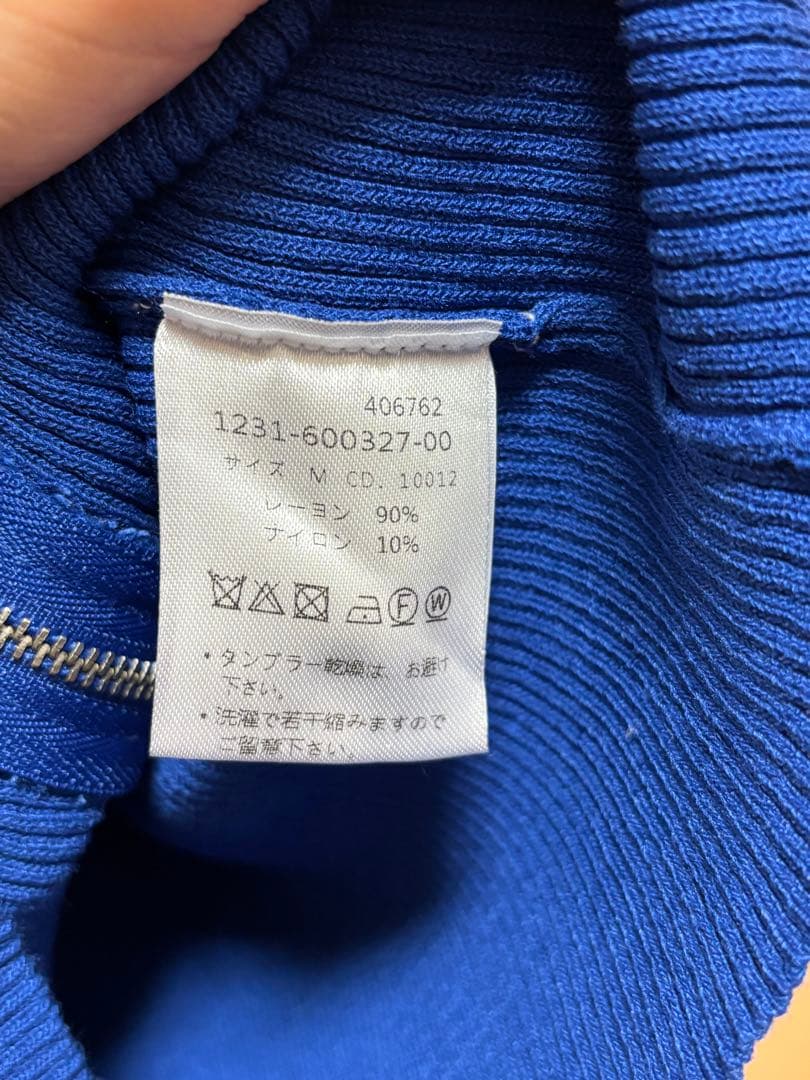 406762
1231-600327-00
サイズ M CD. 10012
レーヨン 90%
ナイロン 10%
F W
・タンブラー乾燥は、お避け
下さい。
・洗濯で若干縮みますので
ご留意下さい。